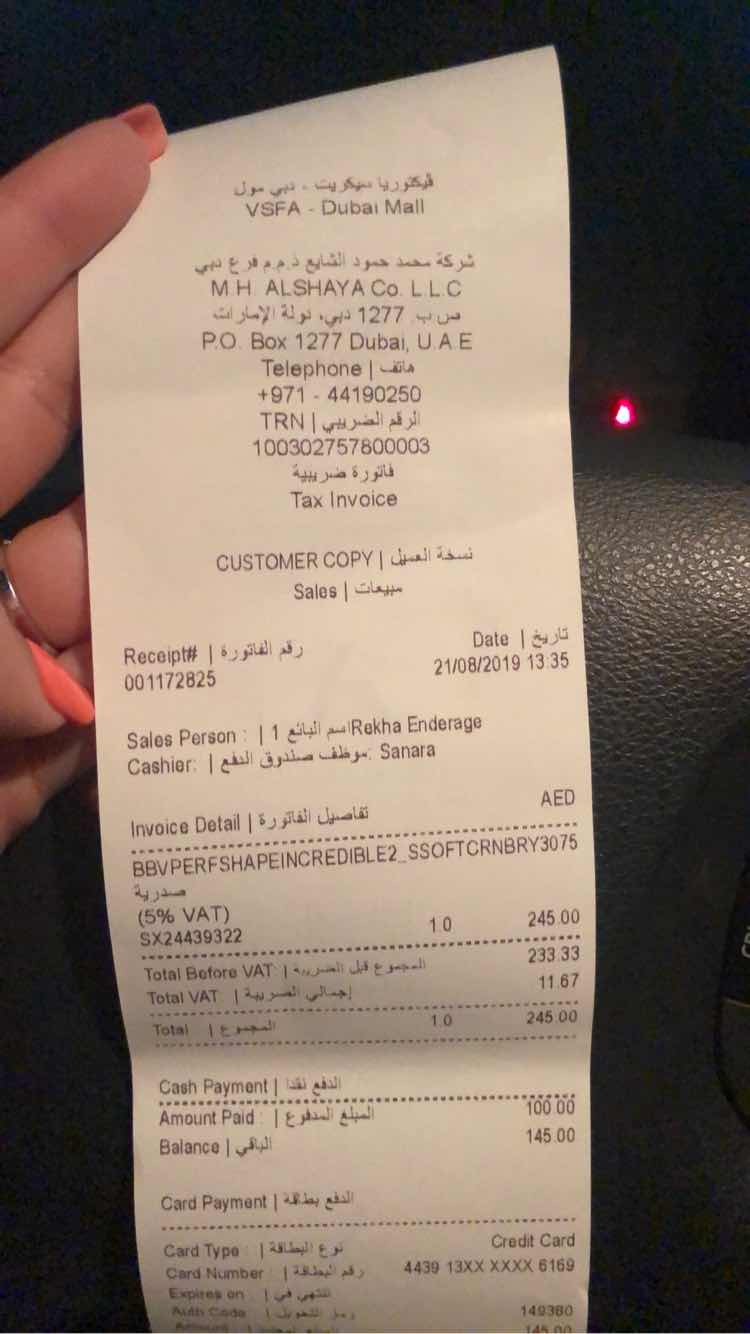 فيكتوريا سيكريت - دبي مول
VSFA - Dubai Mall
شركة محمد حمود الشايع ذ.م.م فرع دبي
M.H. ALSHAYA Co. L.L.C
ص.ب. 1277 دبي، دولة الإمارات
P.O. Box 1277 Dubai, U.A.E
Telephone | هاتف
+971 - 44190250
TRN | الرقم الضريبي
100302757800003
فاتورة ضريبية
Tax Invoice
CUSTOMER COPY | نسخة العميل
Sales | مبيعات
Receipt# | رقم الفاتورة Date | تاريخ
001172825 21/08/2019 13:35
Sales Person : | اسم البائع 1 Rekha Enderage
Cashier: | موظف صندوق الدفع: Sanara
AED
Invoice Detail | تفاصيل الفاتورة
BBVPERFSHAPEINCREDIBLE2_SSOFTCRNBRY3075
صدرية
(5% VAT)
SX24439322 1.0 245.00
Total Before VAT | المجموع قبل الضريبة 233.33
Total VAT | إجمالي الضريبة 11.67
Total | المجموع 1.0 245.00
Cash Payment | الدفع نقدا
Amount Paid : | المبلغ المدفوع 100.00
Balance | الباقي 145.00
Card Payment | الدفع بطاقة
Card Type : | نوع البطاقة Credit Card
Card Number : | رقم البطاقة 4439 13XX XXXX 6169
Expires on : | تنتهي في
Auth Code : | رمز التخويل 149380
Amount 145.00